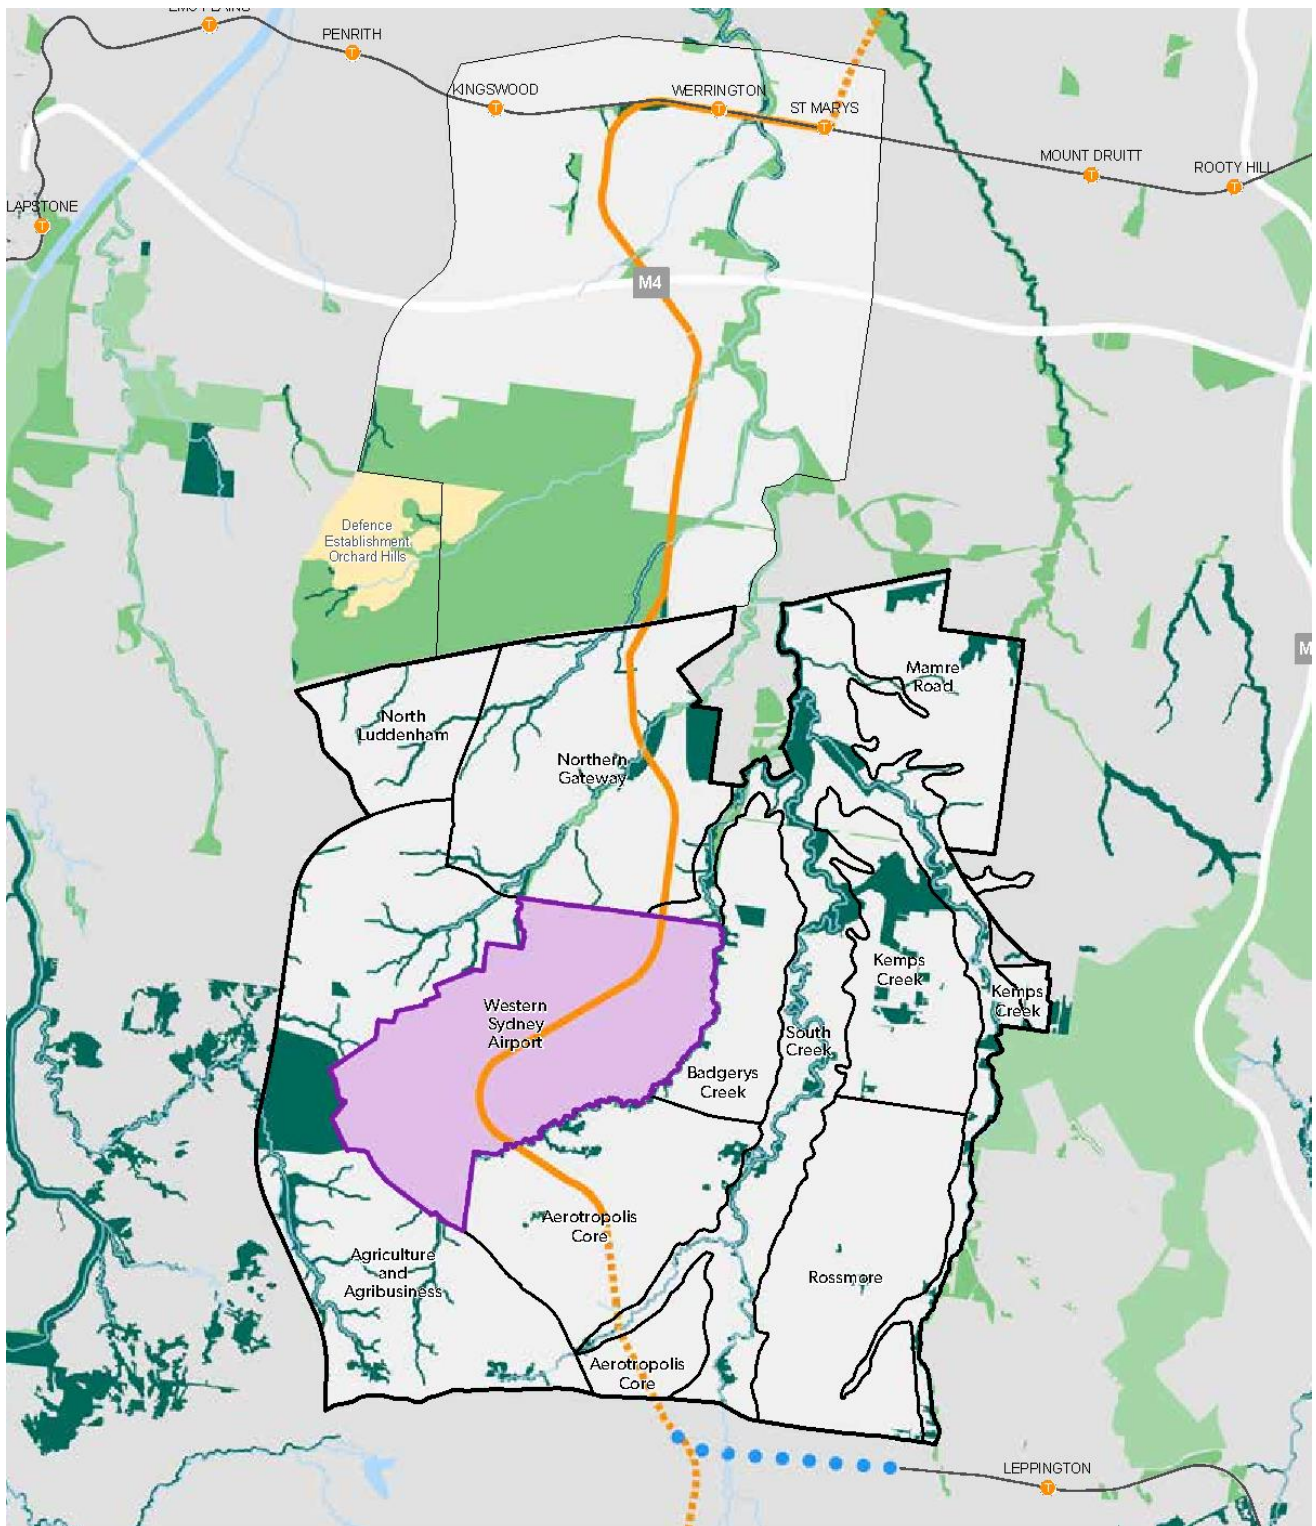 EMU PLAINS
PENRITH
KINGSWOOD
WERRINGTON
ST MARYS
MOUNT DRUITT
ROOTY HILL
LAPSTONE
M4
Defence
Establishment
Orchard Hills
M
Mamre
Road
North
Luddenham
Northern
Gateway
Kemps
Creek
Kemps
Creek
Western
Sydney
Airport
South
Creek
Badgerys
Creek
Aerotropolis
Core
Agriculture
and
Agribusiness
Rossmore
Aerotropolis
Core
LEPPINGTON